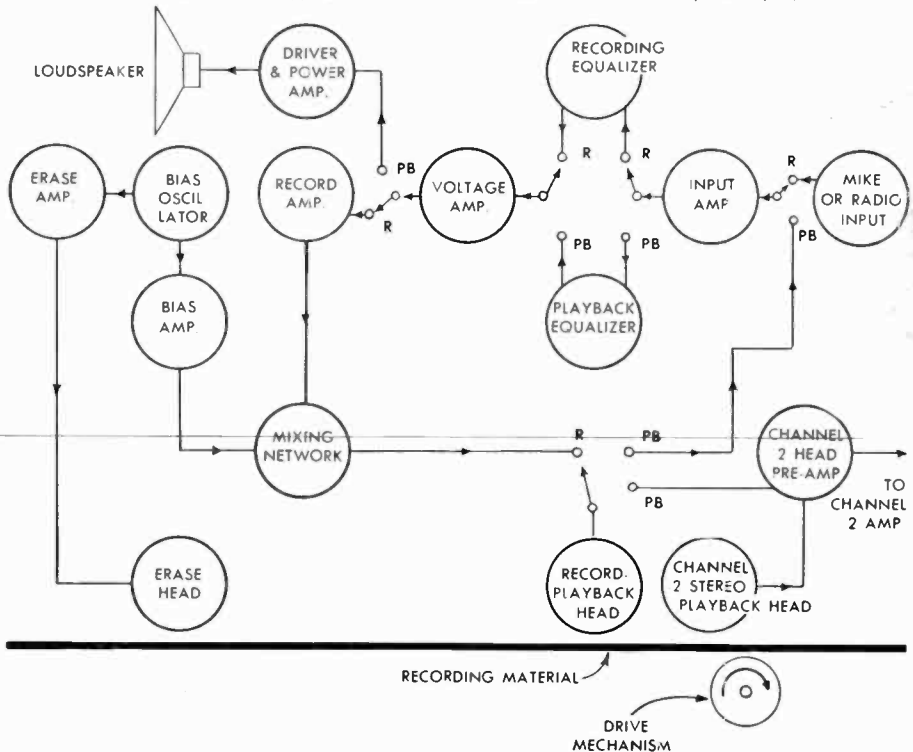 LOUDSPEAKER
DRIVER
& POWER
AMP.
RECORDING
EQUALIZER
ERASE
AMP.
BIAS
OSCIL
LATOR
RECORD
AMP.
PB
R
VOLTAGE
AMP.
R
R
INPUT
AMP
R
MIKE
OR RADIO
INPUT
PB
PB
PB
BIAS
AMP.
PLAYBACK
EQUALIZER
MIXING
NETWORK
R
PB
PB
CHANNEL
2 HEAD
PRE-AMP
TO
CHANNEL
2 AMP
ERASE
HEAD
RECORD-
PLAYBACK
HEAD
CHANNEL
2 STEREO
PLAYBACK HEAD
RECORDING MATERIAL
DRIVE
MECHANISM